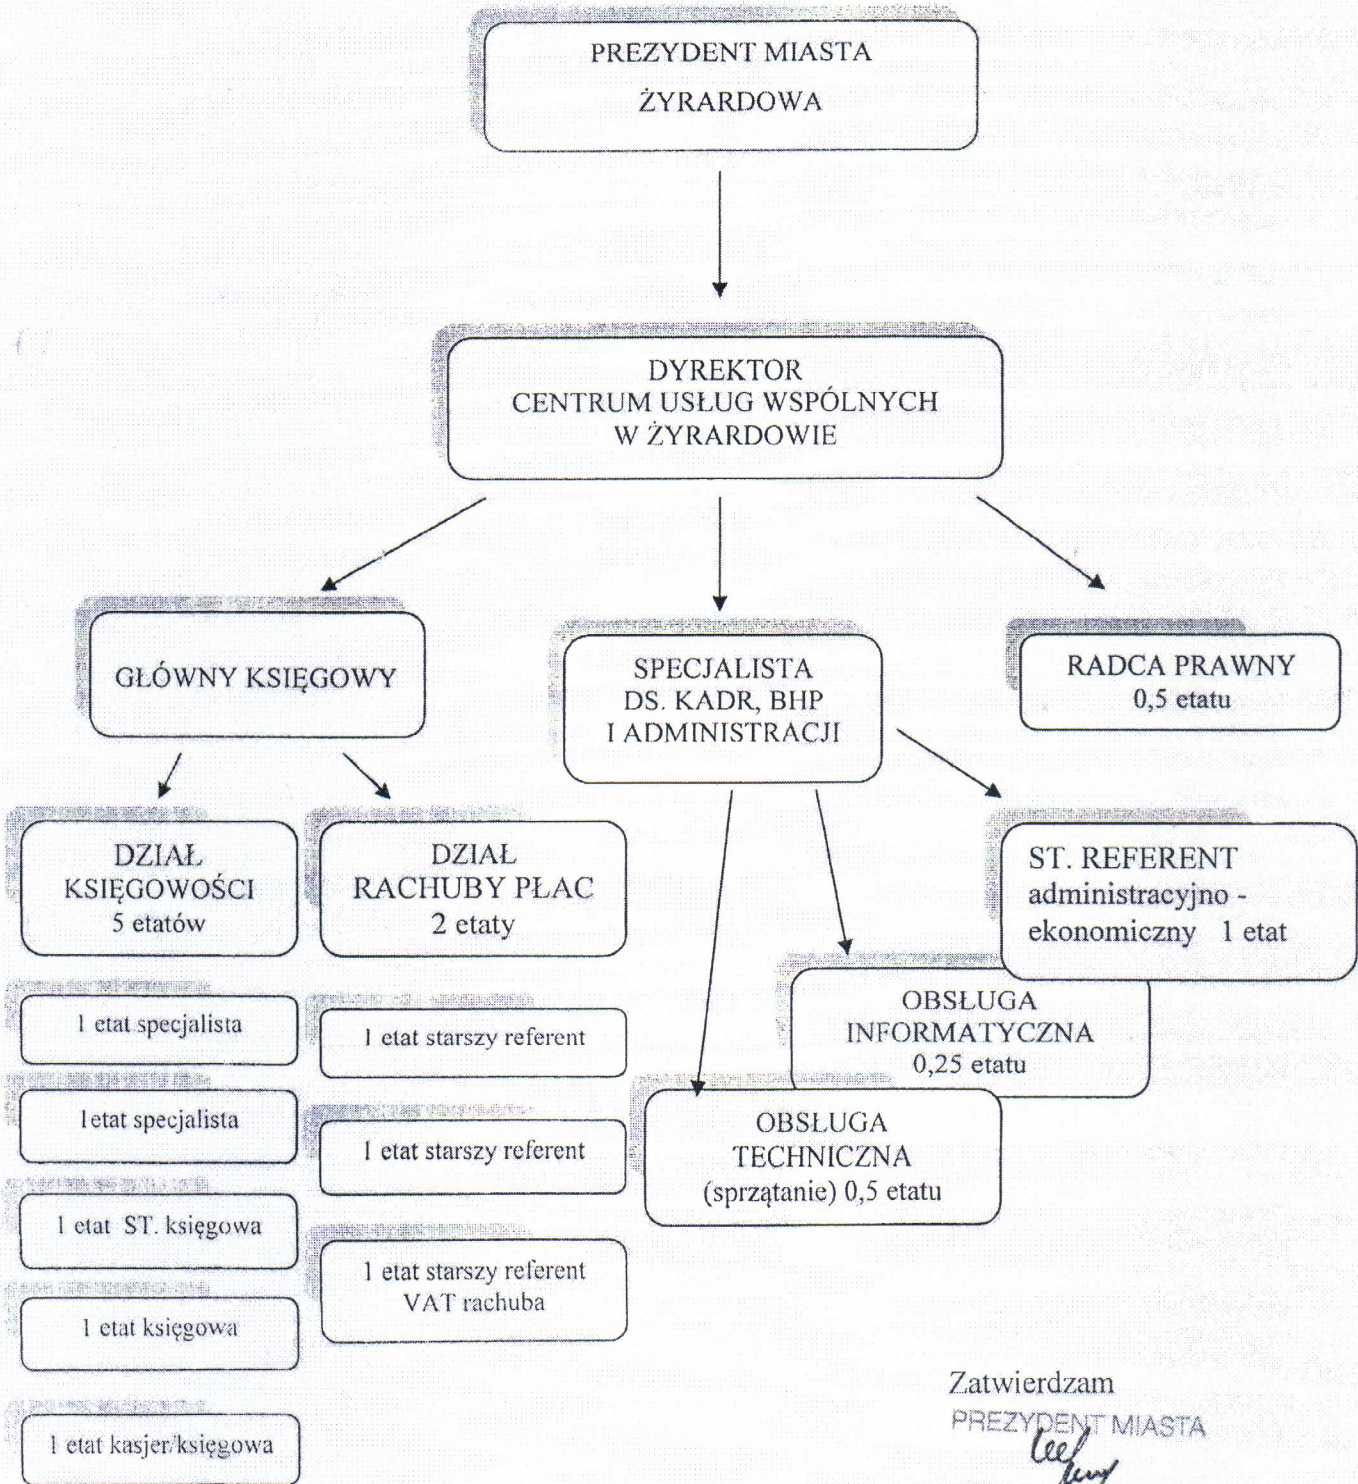 PREZYDENT MIASTA
ŻYRARDOWA
DYREKTOR
CENTRUM USŁUG WSPÓLNYCH
W ŻYRARDOWIE
GŁÓWNY KSIĘGOWY
SPECJALISTA
DS. KADR, BHP
I ADMINISTRACJI
RADCA PRAWNY
0,5 etatu
DZIAŁ
KSIĘGOWOŚCI
5 etatów
DZIAŁ
RACHUBY PŁAC
2 etaty
ST. REFERENT
administracyjno -
ekonomiczny 1 etat
OBSŁUGA
INFORMATYCZNA
0,25 etatu
OBSŁUGA
TECHNICZNA
(sprzątanie) 0,5 etatu
1 etat specjalista
1etat specjalista
1 etat ST. księgowa
1 etat księgowa
1 etat kasjer/księgowa
1 etat starszy referent
1 etat starszy referent
1 etat starszy referent
VAT rachuba
Zatwierdzam
PREZYDENT MIASTA